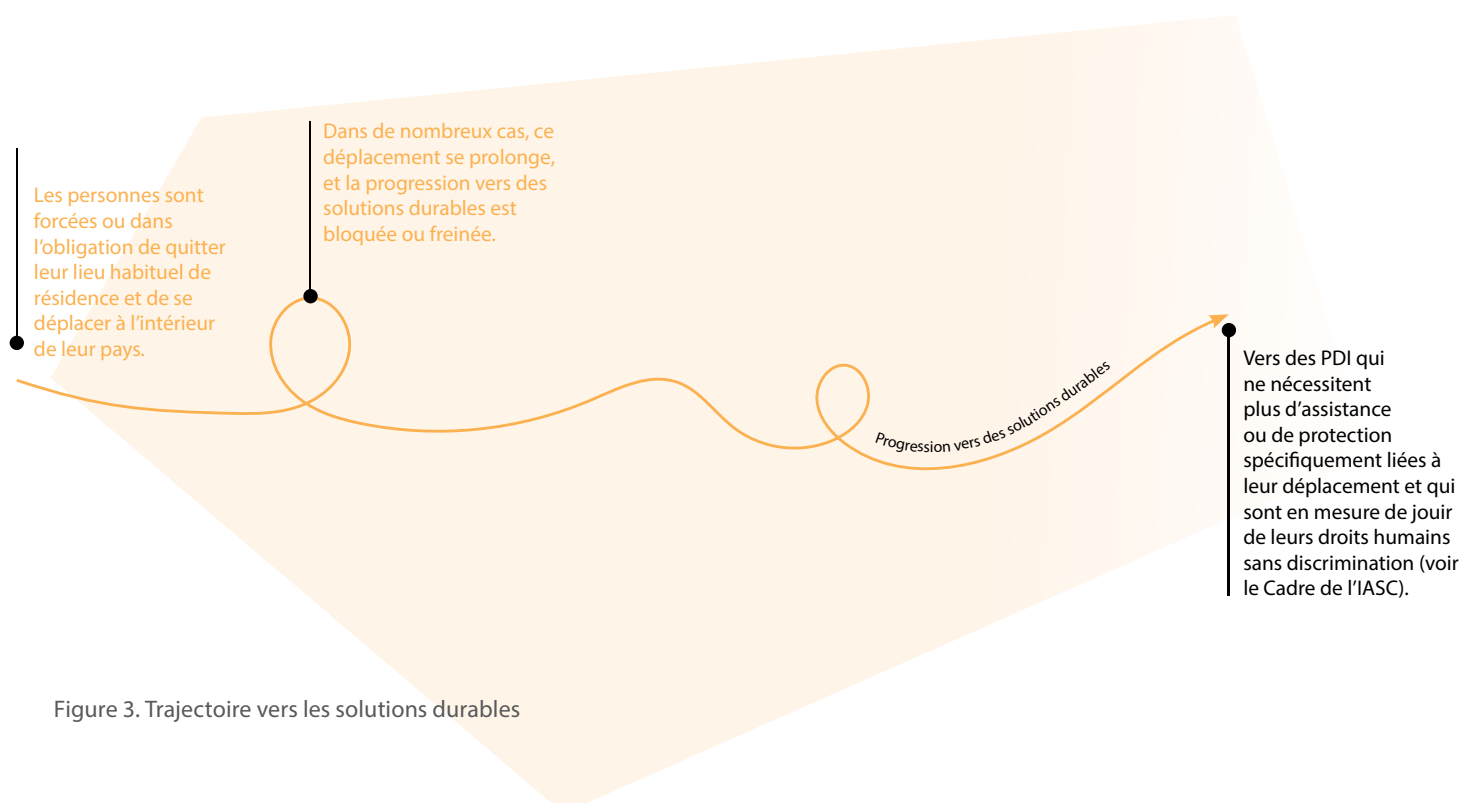 Les personnes sont
forcées ou dans
l’obligation de quitter
leur lieu habituel de
résidence et de se
déplacer à l’intérieur
de leur pays.
Dans de nombreux cas, ce
déplacement se prolonge,
et la progression vers des
solutions durables est
bloquée ou freinée.
Progression vers des solutions durables
Vers des PDI qui
ne nécessitent
plus d’assistance
ou de protection
spécifiquement liées à
leur déplacement et qui
sont en mesure de jouir
de leurs droits humains
sans discrimination (voir
le Cadre de l’IASC).
Figure 3. Trajectoire vers les solutions durables